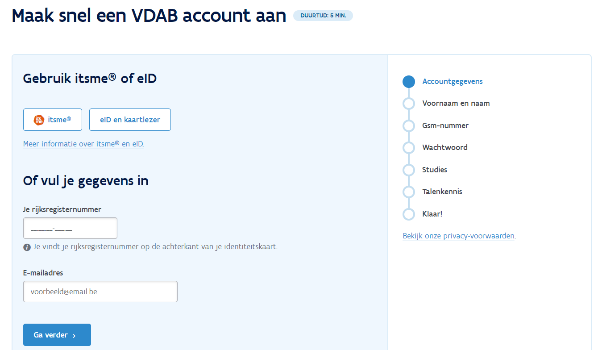 Maak snel een VDAB account aan
DUURTIJD: 5 MIN.
Gebruik itsme® of eID
itsme®
eID en kaartlezer
Meer informatie over itsme® en eID.
Of vul je gegevens in
Je rijksregisternummer
______-___.__
Je vindt je rijksregisternummer op de achterkant van je identiteitskaart
E-mailadres
voorbeeld@email.be
Ga verder
Accountgegevens
Voornaam en naam
Gsm-nummer
Wachtwoord
Studies
Talenkennis
Klaar!
Bekijk onze privacy-voorwaarden.